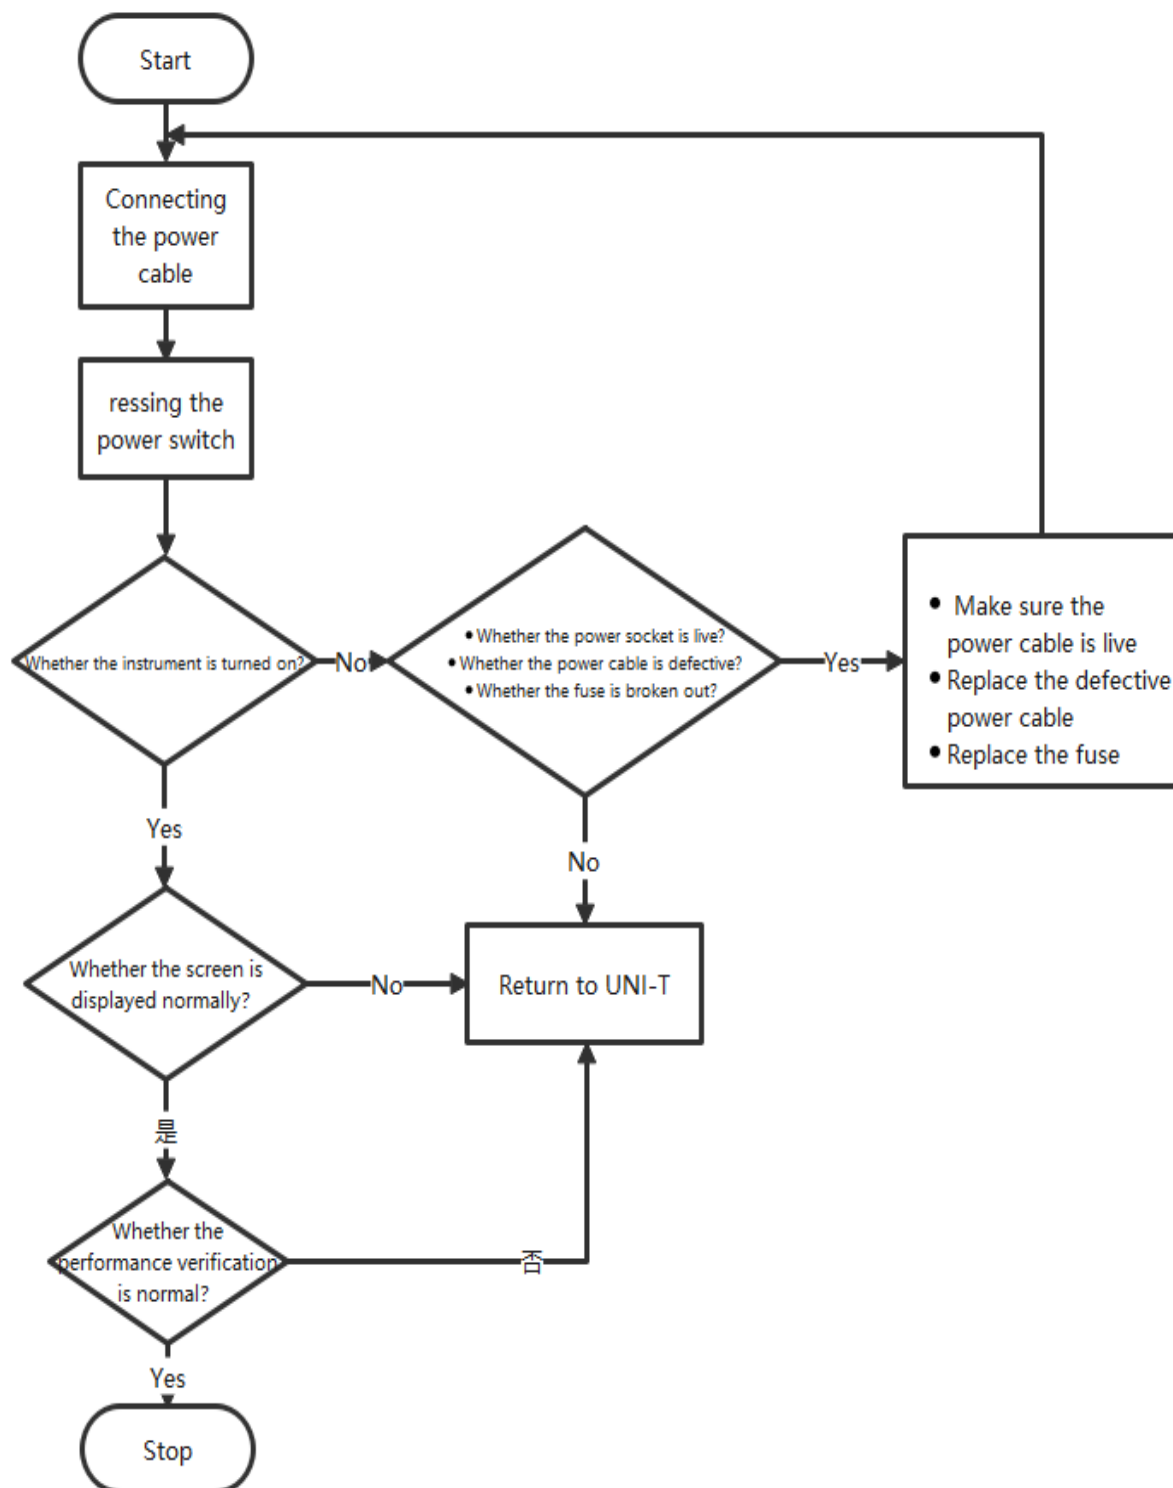 Start
Connecting
the power
cable
ressing the
power switch
Whether the instrument is turned on?
No
• Whether the power socket is live?
• Whether the power cable is defective?
• Whether the fuse is broken out?
Yes
• Make sure the
power cable is live
• Replace the defective
power cable
• Replace the fuse
Yes
No
Whether the screen is
displayed normally?
No
Return to UNI-T
是
Whether the
performance verification
is normal?
否
Yes
Stop